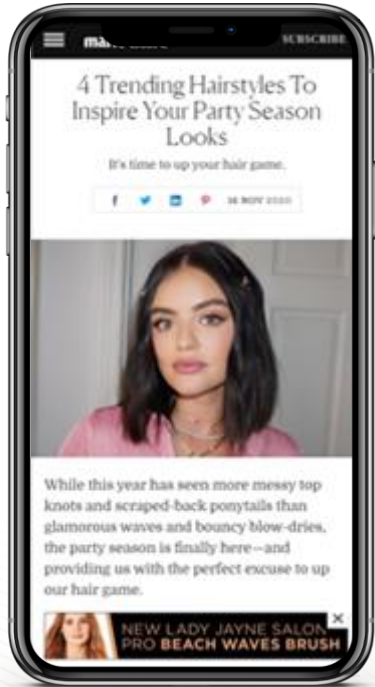 SUBSCRIBE
4 Trending Hairstyles To
Inspire Your Party Season
Looks
It's time to up your hair game.
16 NOV 2020
While this year has seen more messy top
knots and scraped-back ponytails than
glamorous waves and bouncy blow-dries,
the party season is finally here—and
providing us with the perfect excuse to up
our hair game.
NEW LADY JAYNE SALON
PRO BEACH WAVES BRUSH